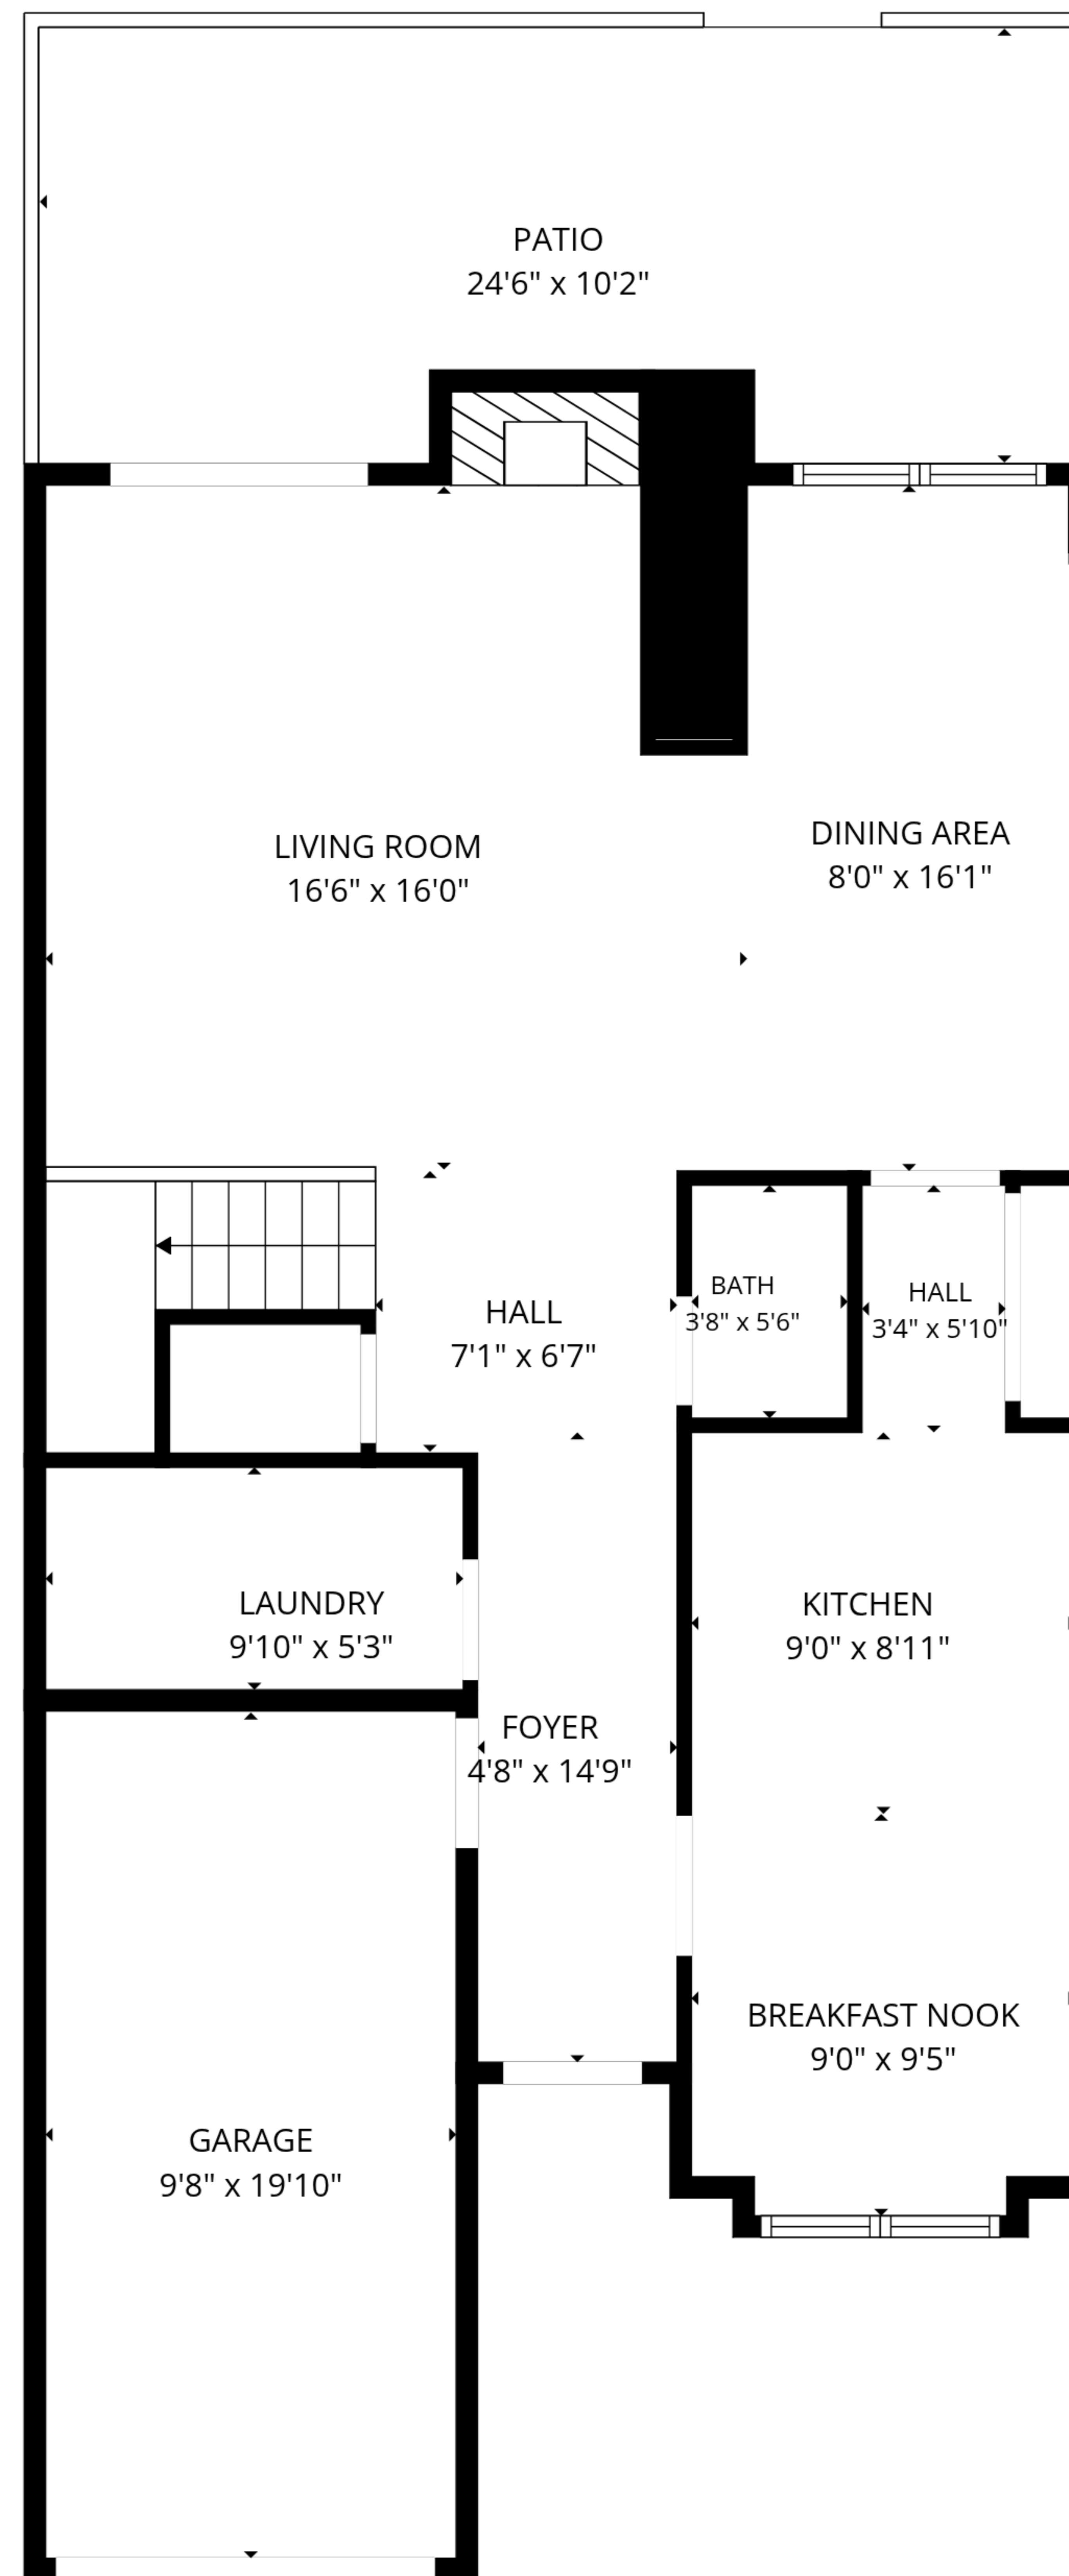 PATIO
24'6" x 10'2"
LIVING ROOM
16'6" x 16'0"
DINING AREA
8'0" x 16'1"
HALL
7'1" x 6'7"
BATH
3'8" x 5'6"
HALL
3'4" x 5'10"
LAUNDRY
9'10" x 5'3"
KITCHEN
9'0" x 8'11"
FOYER
4'8" x 14'9"
BREAKFAST NOOK
9'0" x 9'5"
GARAGE
9'8" x 19'10"